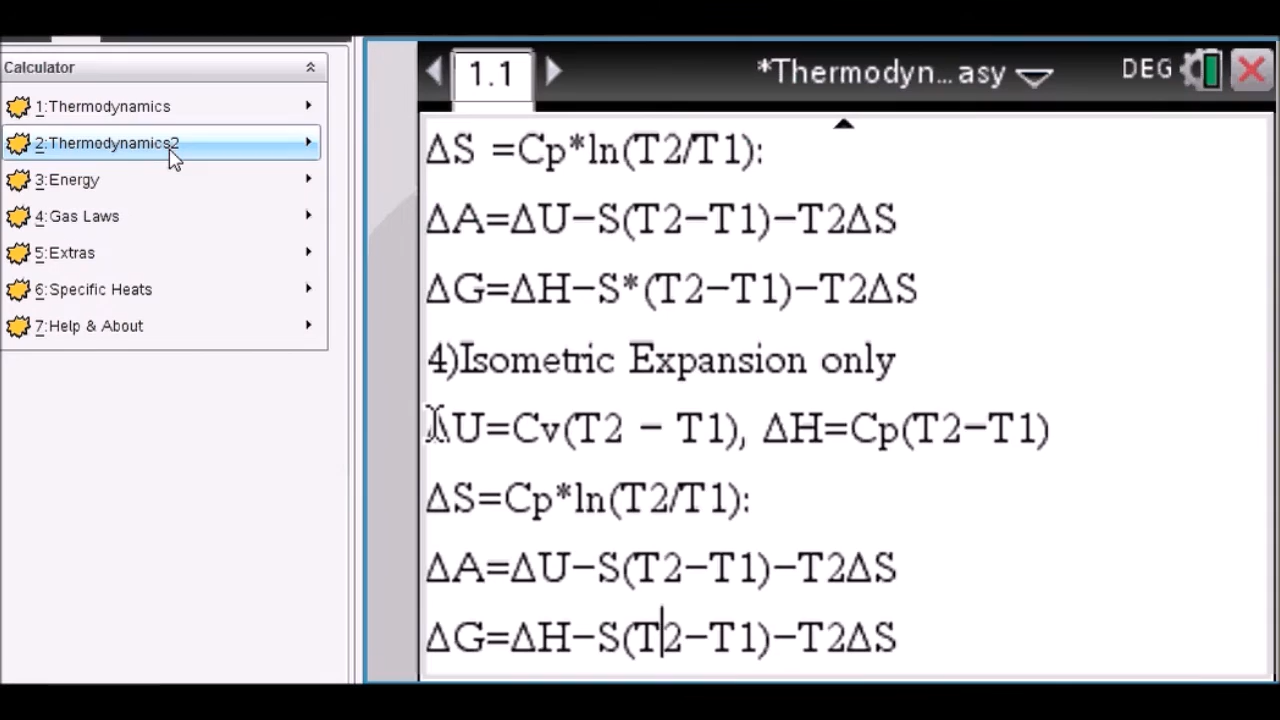 Calculator
1:Thermodynamics
2:Thermodynamics2
3:Energy
4:Gas Laws
5:Extras
6:Specific Heats
7:Help & About
1.1
*Thermodyn...asy
DEG
ΔS =Cp*ln(T2/T1):
ΔA=ΔU−S(T2−T1)−T2ΔS
ΔG=ΔH−S*(T2−T1)−T2ΔS
4)Isometric Expansion only
ΔU=Cv(T2 − T1), ΔH=Cp(T2−T1)
ΔS=Cp*ln(T2/T1):
ΔA=ΔU−S(T2−T1)−T2ΔS
ΔG=ΔH−S(T2−T1)−T2ΔS